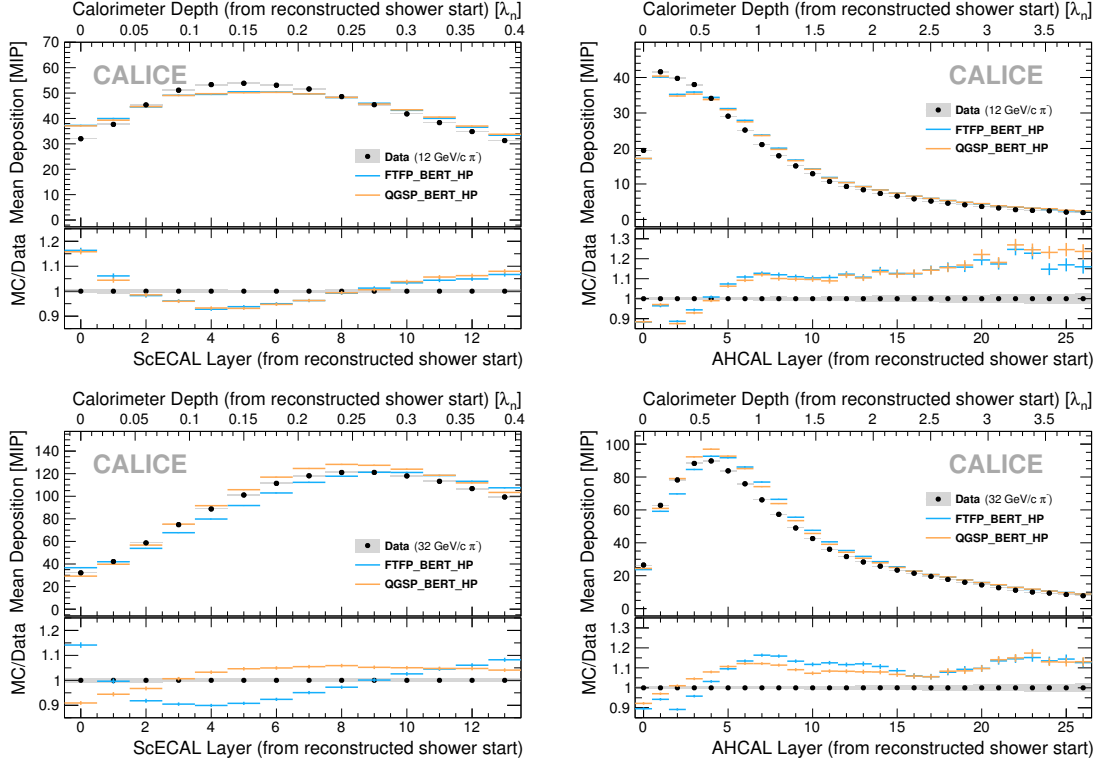 Calorimeter Depth (from reconstructed shower start) [λn]
0 0.05 0.1 0.15 0.2 0.25 0.3 0.35 0.4
Mean Deposition [MIP]
70
60
50
40
30
20
10
0
CALICE
Data (12 GeV/c π-)
FTFP_BERT_HP
QGSP_BERT_HP
MC/Data
1.2
1.1
1
0.9
0 2 4 6 8 10 12
ScECAL Layer (from reconstructed shower start)
Calorimeter Depth (from reconstructed shower start) [λn]
0 0.5 1 1.5 2 2.5 3 3.5
Mean Deposition [MIP]
40
30
20
10
0
CALICE
Data (12 GeV/c π-)
FTFP_BERT_HP
QGSP_BERT_HP
MC/Data
1.3
1.2
1.1
1
0.9
0 5 10 15 20 25
AHCAL Layer (from reconstructed shower start)
Calorimeter Depth (from reconstructed shower start) [λn]
0 0.05 0.1 0.15 0.2 0.25 0.3 0.35 0.4
Mean Deposition [MIP]
140
120
100
80
60
40
20
0
CALICE
Data (32 GeV/c π-)
FTFP_BERT_HP
QGSP_BERT_HP
MC/Data
1.2
1.1
1
0.9
0 2 4 6 8 10 12
ScECAL Layer (from reconstructed shower start)
Calorimeter Depth (from reconstructed shower start) [λn]
0 0.5 1 1.5 2 2.5 3 3.5
Mean Deposition [MIP]
100
80
60
40
20
0
CALICE
Data (32 GeV/c π-)
FTFP_BERT_HP
QGSP_BERT_HP
MC/Data
1.3
1.2
1.1
1
0.9
0 5 10 15 20 25
AHCAL Layer (from reconstructed shower start)